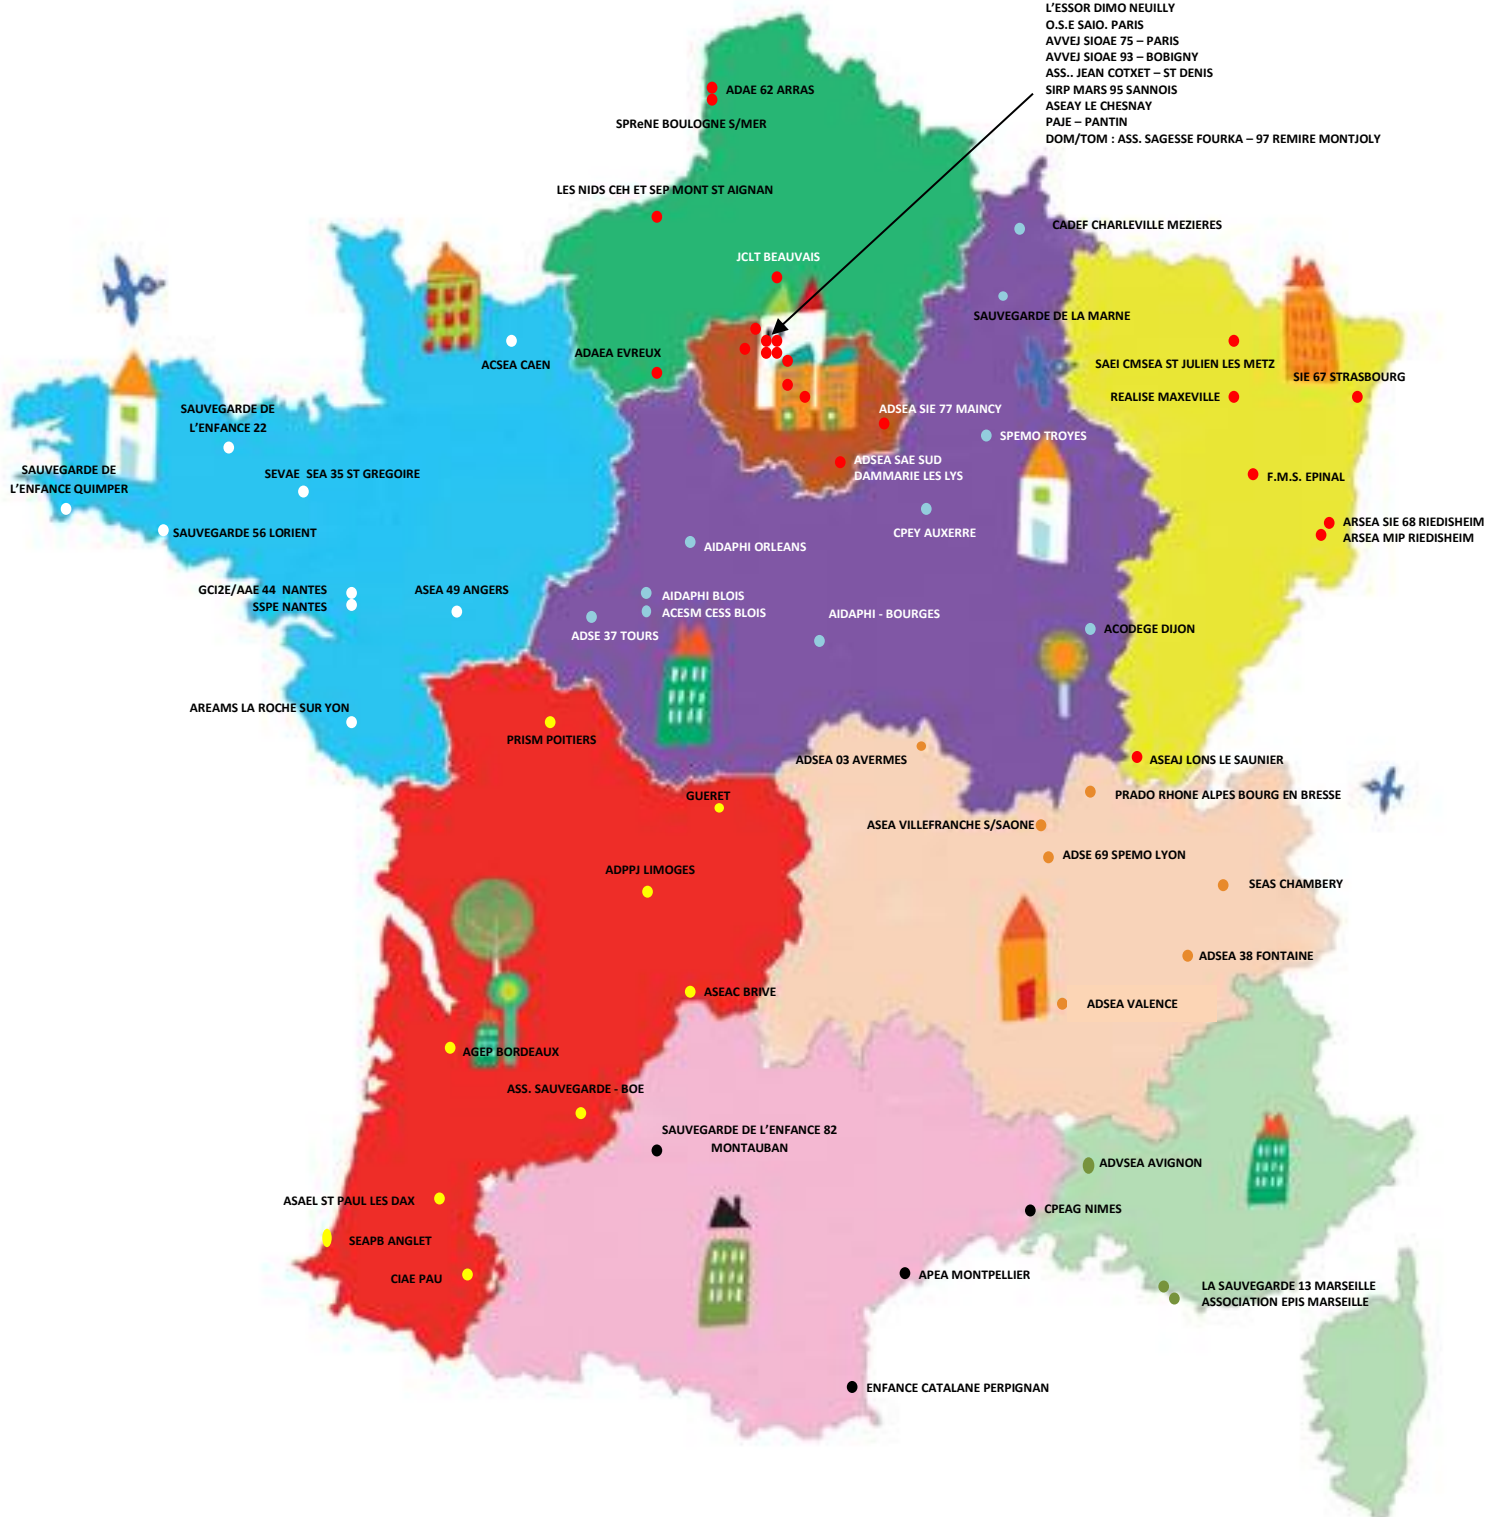 L'ESSOR DIMO NEUILLY
O.S.E SAIO. PARIS
AVVEJ SIOAE 75 – PARIS
AVVEJ SIOAE 93 – BOBIGNY
ASS.. JEAN COTXET – ST DENIS
SIRP MARS 95 SANNOIS
ASEAY LE CHESNAY
PAJE – PANTIN
DOM/TOM : ASS. SAGESSE FOURKA – 97 REMIRE MONTJOLY
ADAE 62 ARRAS
SPReNE BOULOGNE S/MER
LES NIDS CEH ET SEP MONT ST AIGNAN
CADEF CHARLEVILLE MEZIERES
JCLT BEAUVAIS
SAUVEGARDE DE LA MARNE
ADAEA EVREUX
ACSEA CAEN
SAEI CMSEA ST JULIEN LES METZ
SIE 67 STRASBOURG
REALISE MAXEVILLE
SAUVEGARDE DE
L'ENFANCE 22
ADSEA SIE 77 MAINCY
SPEMO TROYES
SAUVEGARDE DE
L'ENFANCE QUIMPER
SEVAE SEA 35 ST GREGOIRE
ADSEA SAE SUD
DAMMARIE LES LYS
F.M.S. EPINAL
SAUVEGARDE 56 LORIENT
CPEY AUXERRE
ARSEA SIE 68 RIEDISHEIM
ARSEA MIP RIEDISHEIM
AIDAPHI ORLEANS
GCI2E/AAE 44 NANTES
SSPE NANTES
ASEA 49 ANGERS
AIDAPHI BLOIS
ACESM CESS BLOIS
AIDAPHI - BOURGES
ADSE 37 TOURS
ACODEGE DIJON
AREAMS LA ROCHE SUR YON
PRISM POITIERS
ADSEA 03 AVERMES
ASEAJ LONS LE SAUNIER
GUERET
PRADO RHONE ALPES BOURG EN BRESSE
ASEA VILLEFRANCHE S/SAONE
ADSE 69 SPEMO LYON
ADPPJ LIMOGES
SEAS CHAMBERY
ADSEA 38 FONTAINE
ASEAC BRIVE
ADSEA VALENCE
AGEP BORDEAUX
ASS. SAUVEGARDE - BOE
SAUVEGARDE DE L'ENFANCE 82
MONTAUBAN
ADVSEA AVIGNON
ASAEL ST PAUL LES DAX
CPEAG NIMES
SEAPB ANGLET
CIAE PAU
APEA MONTPELLIER
LA SAUVEGARDE 13 MARSEILLE
ASSOCIATION EPIS MARSEILLE
ENFANCE CATALANE PERPIGNAN